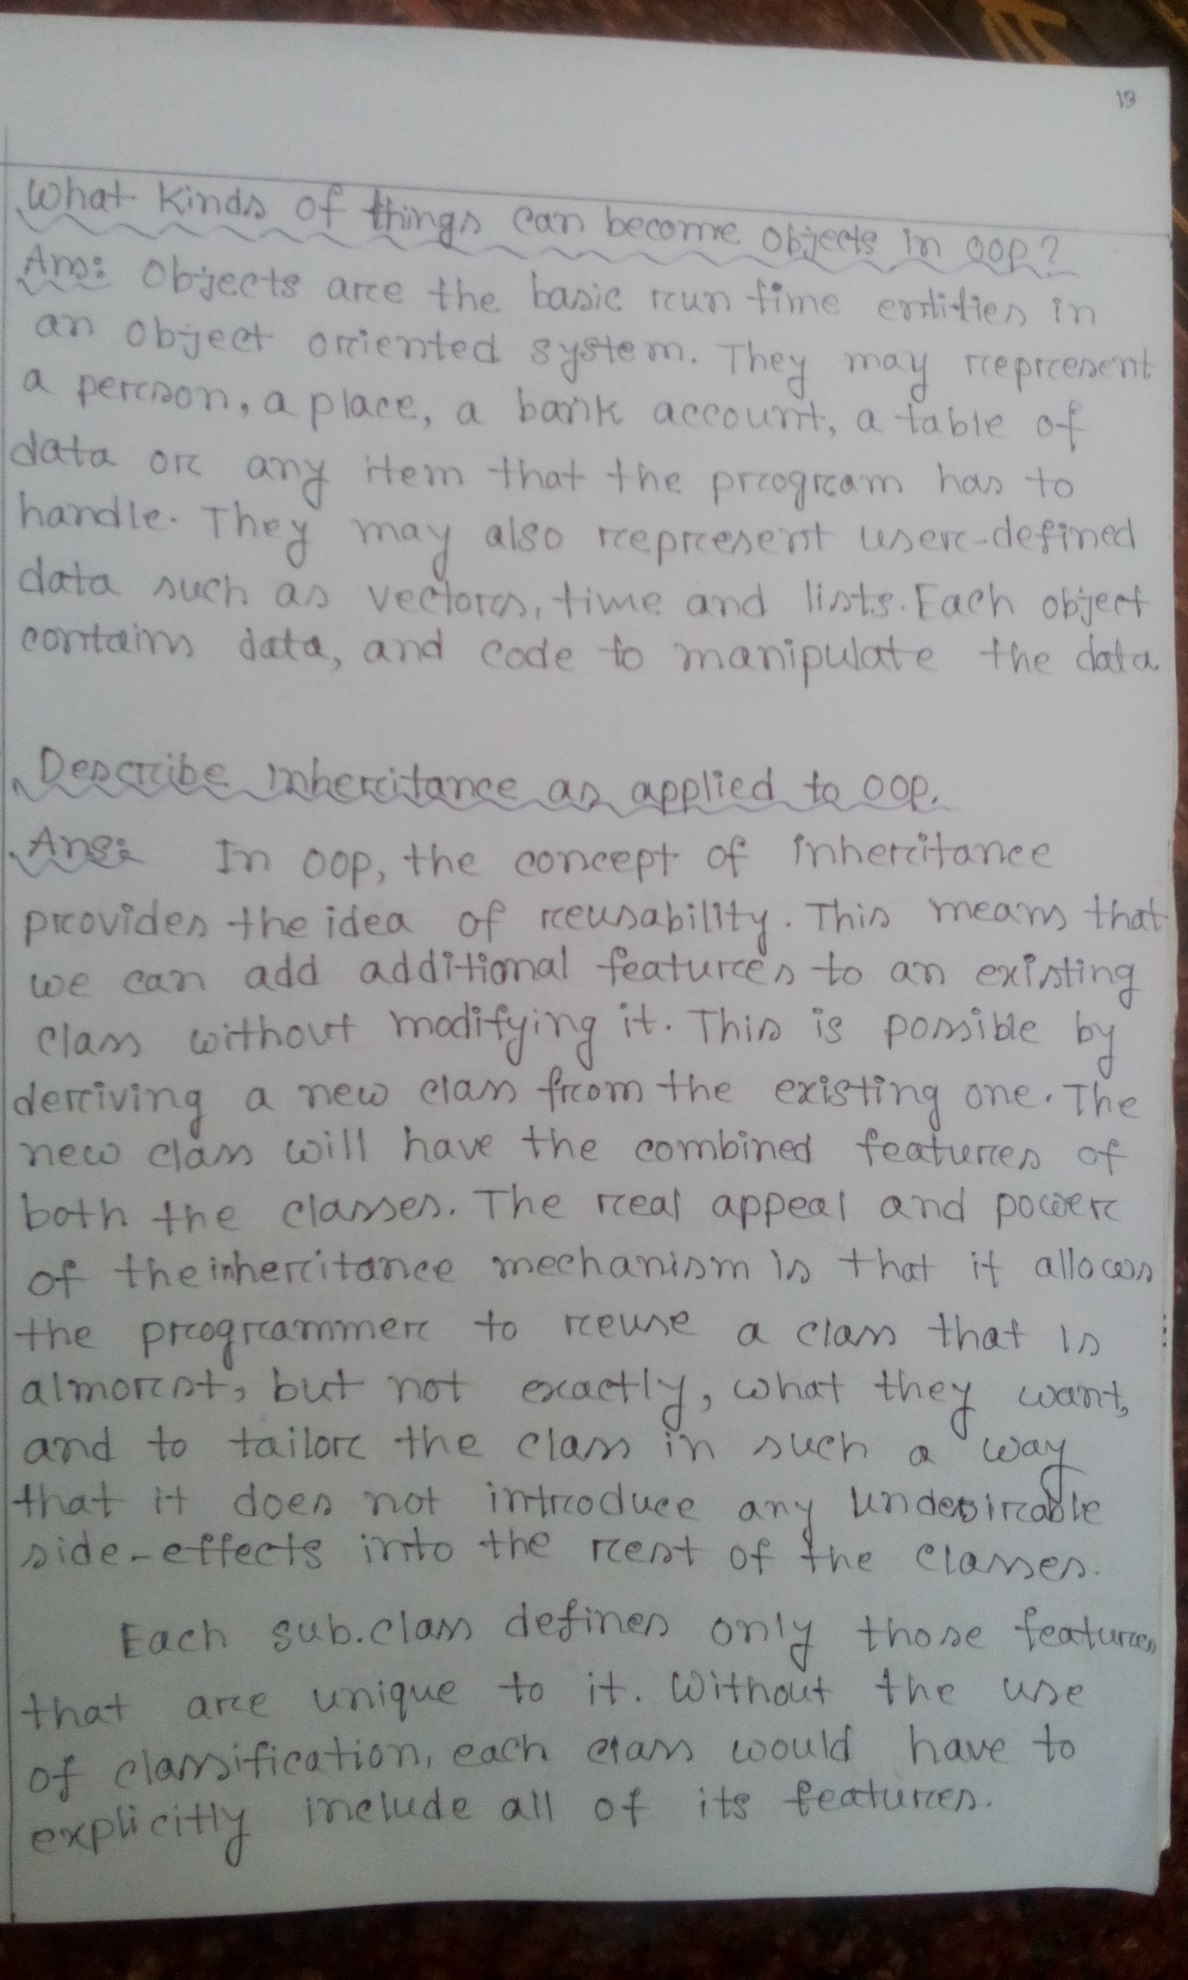 13
What kinds of things can become objects in OOP?
Ans: Objects are the basic run time entities in
an object oriented system. They may represent
a person, a place, a bank account, a table of
data or any item that the program has to
handle. They may also represent user-defined
data such as vectors, time and lists. Each object
contains data, and code to manipulate the data
Describe inheritance as applied to OOP.
Ans: In OOP, the concept of inheritance
provides the idea of reusability. This means that
we can add additional features to an existing
class without modifying it. This is possible by
deriving a new class from the existing one. The
new class will have the combined features of
both the classes. The real appeal and power
of the inheritance mechanism is that it allows
the programmer to reuse a class that is
almorst, but not exactly, what they want,
and to tailor the class in such a way
that it does not introduce any undesirable
side-effects into the rest of the classes.
Each sub.class defines only those features
that are unique to it. Without the use
of classification, each class would have to
explicitly include all of its features.